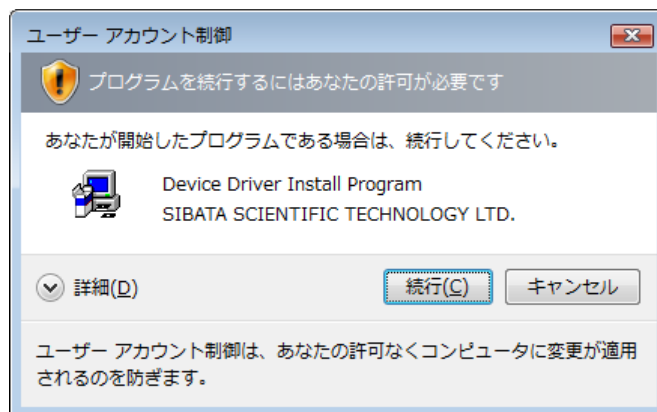 ユーザー アカウント制御
プログラムを続行するにはあなたの許可が必要です
あなたが開始したプログラムである場合は、続行してください。
Device Driver Install Program
SIBATA SCIENTIFIC TECHNOLOGY LTD.
詳細(D)
続行(C)
キャンセル
ユーザー アカウント制御は、あなたの許可なくコンピュータに変更が適用
されるのを防ぎます。